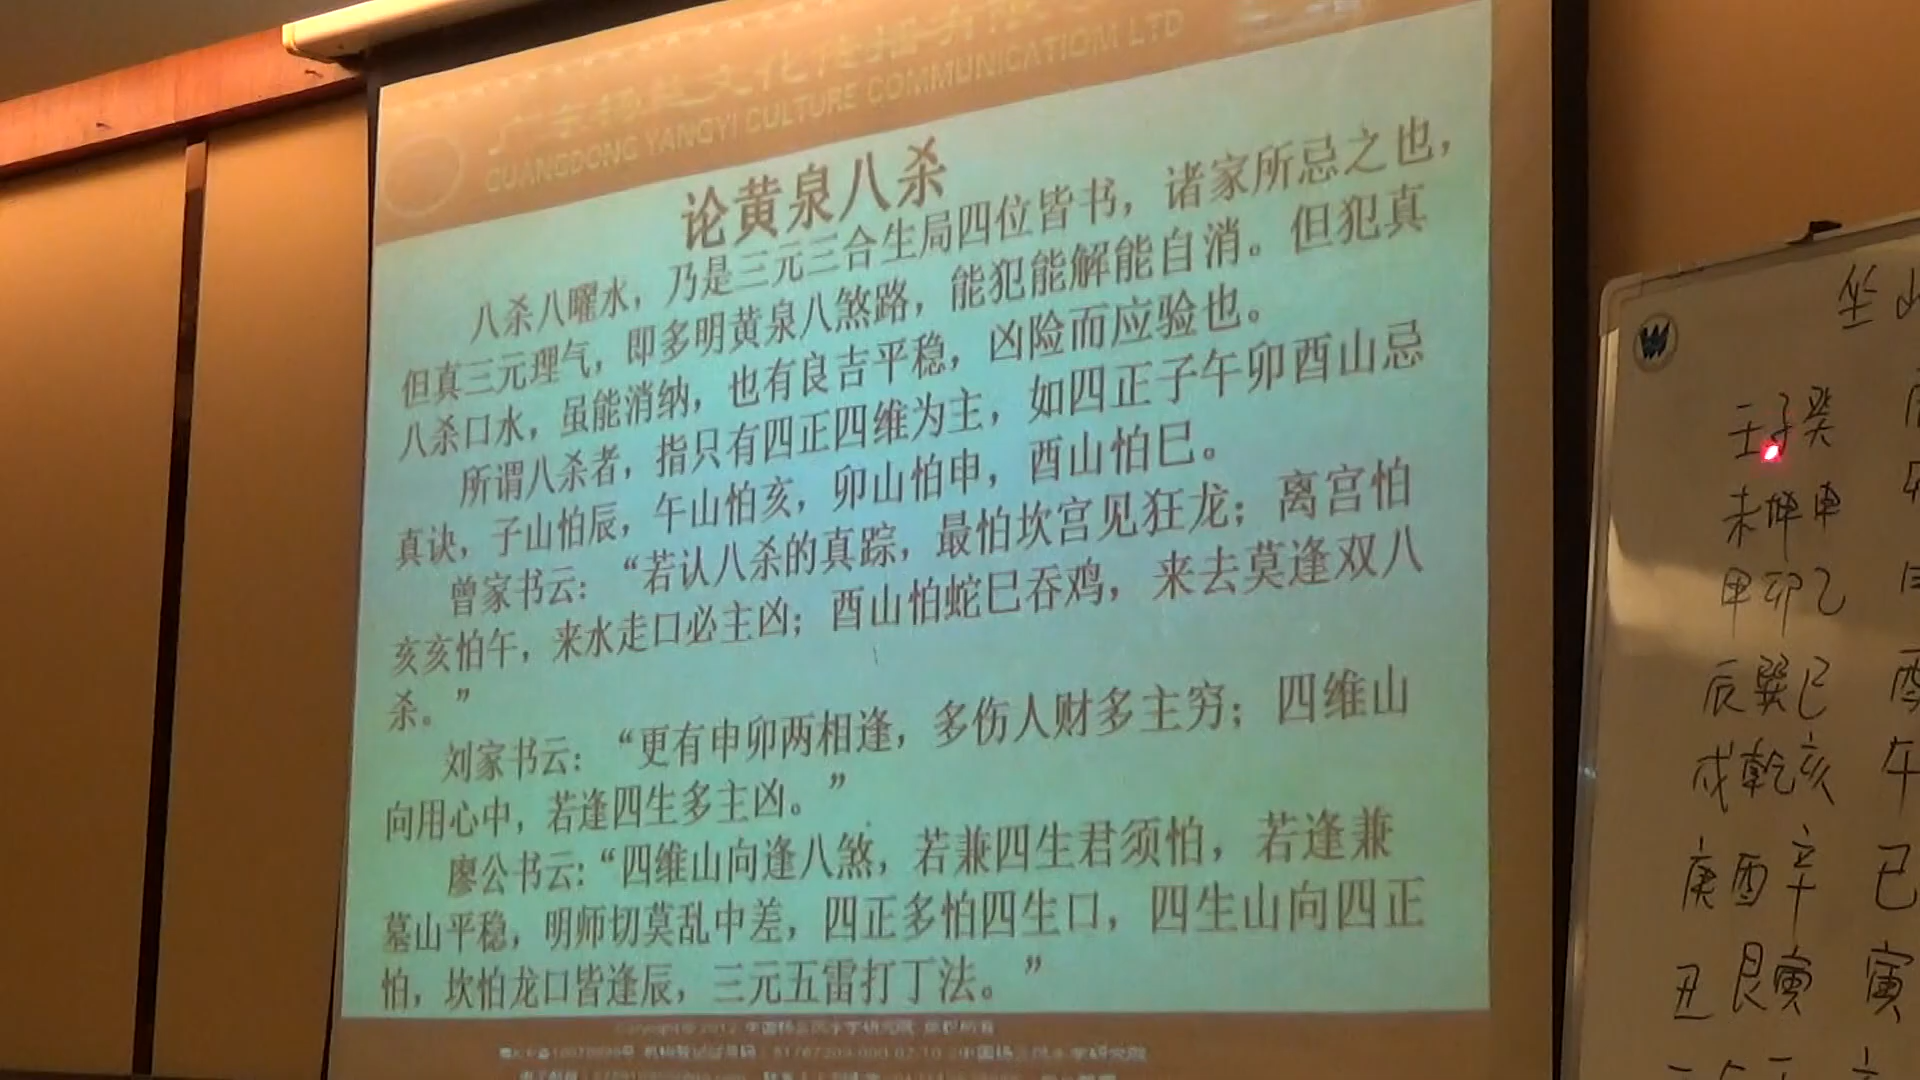 广东杨益文化传播有限
GUANGDONG YANGYI CULTURE COMMUNICATIOM LTD
论黄泉八杀
八杀八曜水，乃是三元三合生局四位皆书，诸家所忌之也，
但真三元理气，即多明黄泉八煞路，能犯能解能自消。但犯真
八杀口水，虽能消纳，也有良吉平稳，凶险而应验也。
所谓八杀者，指只有四正四维为主，如四正子午卯酉山忌
真诀，子山怕辰，午山怕亥，卯山怕申，酉山怕巳。
曾家书云：“若认八杀的真踪，最怕坎宫见狂龙；离宫怕
亥亥怕午，来水走口必主凶；酉山怕蛇巳吞鸡，来去莫逢双八
杀。”
刘家书云：“更有申卯两相逢，多伤人财多主穷；四维山
向用心中，若逢四生多主凶。”
廖公书云：“四维山向逢八煞，若兼四生君须怕，若逢兼
墓山平稳，明师切莫乱中差，四正多怕四生口，四生山向四正
怕，坎怕龙口皆逢辰，三元五雷打丁法。”
坐山
壬子癸
未坤申
甲卯乙
辰巽巳
戌乾亥
庚酉辛
丑艮寅
酉
午
巳
寅